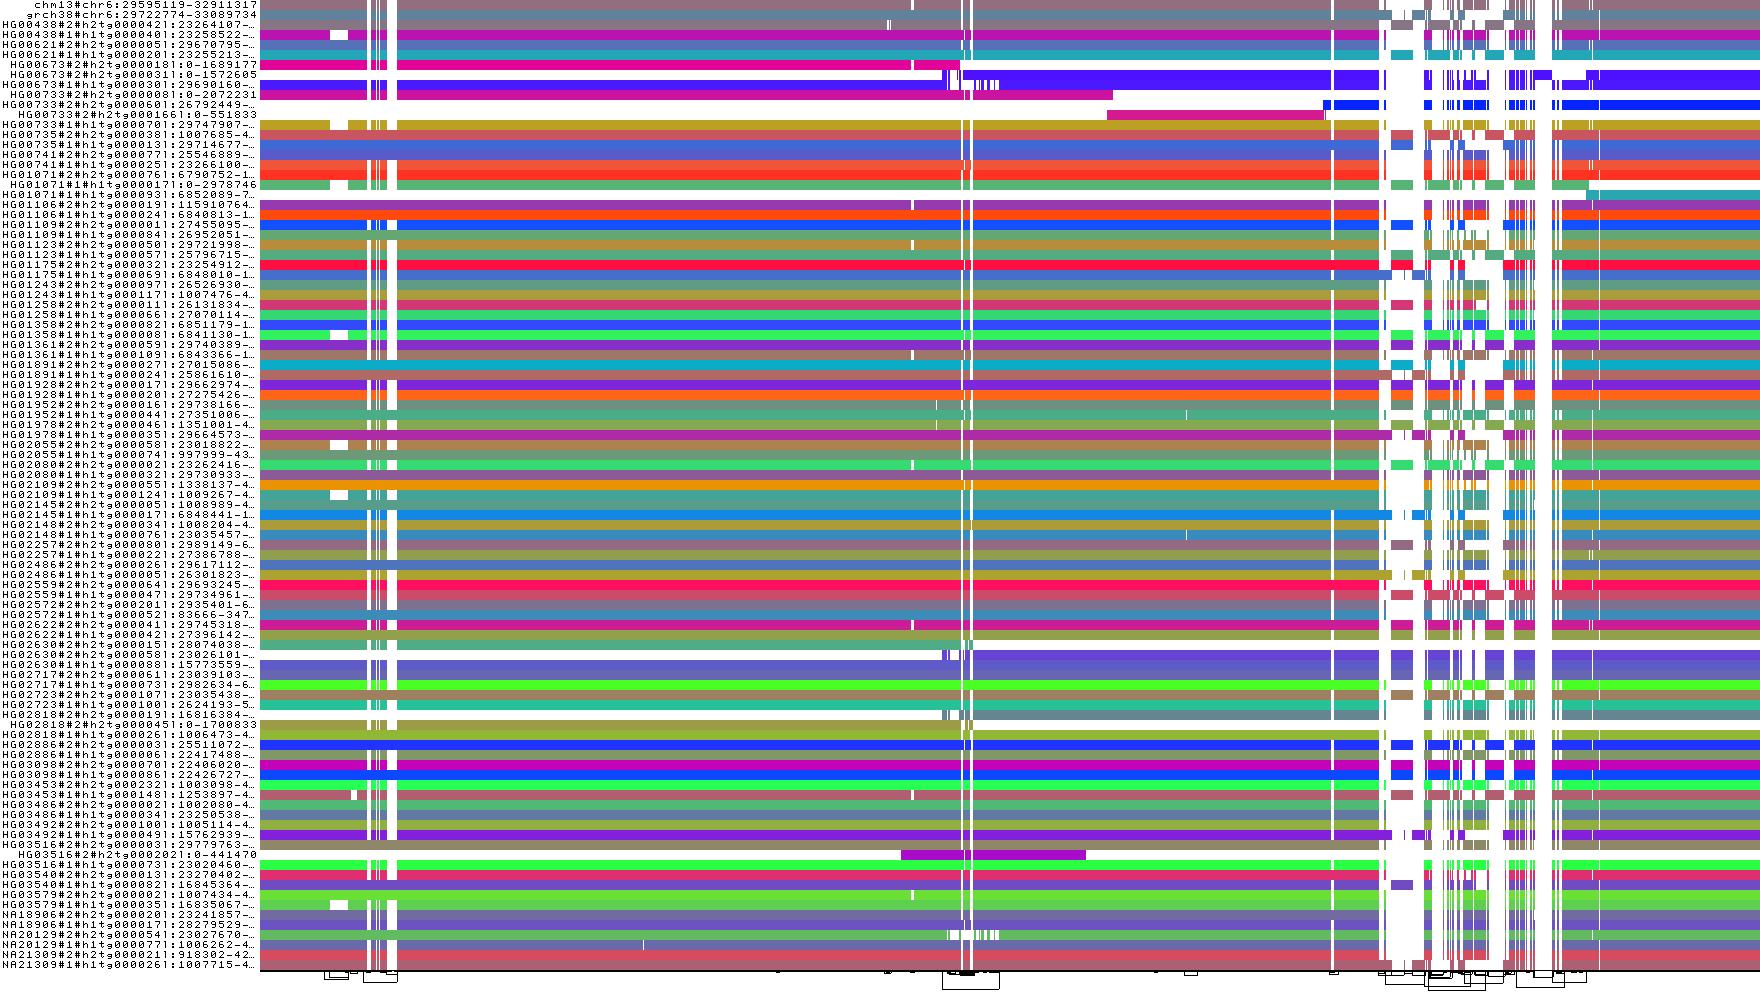 chm13#chr6:29595119-32911317
grch38#chr6:29722774-33089734
HG00438#2#h2tg000042l:23264107-…
HG00438#1#h1tg000040l:23258522-…
HG00621#2#h2tg000005l:29670795-…
HG00621#1#h1tg000020l:23255213-…
HG00673#2#h2tg000018l:0-1689177
HG00673#2#h2tg000031l:0-1572605
HG00673#1#h1tg000030l:29690160-…
HG00733#2#h2tg000008l:0-2072231
HG00733#2#h2tg000060l:26792449-…
HG00733#2#h2tg000166l:0-551833
HG00733#1#h1tg000070l:29747907-…
HG00735#2#h2tg000038l:1007685-4…
HG00735#1#h1tg000013l:29714677-…
HG00741#2#h2tg000077l:25546889-…
HG00741#1#h1tg000025l:23266100-…
HG01071#2#h2tg000076l:6790752-1…
HG01071#1#h1tg000017l:0-2978746
HG01071#1#h1tg000093l:6852089-7…
HG01106#2#h2tg000019l:115910764…
HG01106#1#h1tg000024l:6840813-1…
HG01109#2#h2tg000001l:27455095-…
HG01109#1#h1tg000084l:26952051-…
HG01123#2#h2tg000050l:29721998-…
HG01123#1#h1tg000057l:25796715-…
HG01175#2#h2tg000032l:23254912-…
HG01175#1#h1tg000069l:6848010-1…
HG01243#2#h2tg000097l:26526930-…
HG01243#1#h1tg000117l:1007476-4…
HG01258#2#h2tg000011l:26131834-…
HG01258#1#h1tg000066l:27070114-…
HG01358#2#h2tg000082l:6851179-1…
HG01358#1#h1tg000008l:6841130-1…
HG01361#2#h2tg000059l:29740389-…
HG01361#1#h1tg000109l:6843366-1…
HG01891#2#h2tg000027l:27015086-…
HG01891#1#h1tg000024l:25861610-…
HG01928#2#h2tg000017l:29662974-…
HG01928#1#h1tg000020l:27275426-…
HG01952#2#h2tg000016l:29738166-…
HG01952#1#h1tg000044l:27351006-…
HG01978#2#h2tg000046l:1351001-4…
HG01978#1#h1tg000035l:29664573-…
HG02055#2#h2tg000058l:23018822-…
HG02055#1#h1tg000074l:997999-43…
HG02080#2#h2tg000002l:23262416-…
HG02080#1#h1tg000032l:29730933-…
HG02109#2#h2tg000055l:1338137-4…
HG02109#1#h1tg000124l:1009267-4…
HG02145#2#h2tg000005l:1008989-4…
HG02145#1#h1tg000017l:6848441-1…
HG02148#2#h2tg000034l:1008204-4…
HG02148#1#h1tg000076l:23035457-…
HG02257#2#h2tg000080l:2989149-6…
HG02257#1#h1tg000022l:27386788-…
HG02486#2#h2tg000026l:29617112-…
HG02486#1#h1tg000005l:26301823-…
HG02559#2#h2tg000064l:29693245-…
HG02559#1#h1tg000047l:29734961-…
HG02572#2#h2tg000201l:2935401-6…
HG02572#1#h1tg000052l:83666-347…
HG02622#2#h2tg000041l:29745318-…
HG02622#1#h1tg000042l:27396142-…
HG02630#2#h2tg000015l:28074038-…
HG02630#2#h2tg000058l:23026101-…
HG02630#1#h1tg000088l:15773559-…
HG02717#2#h2tg000061l:23039103-…
HG02717#1#h1tg000073l:2982634-6…
HG02723#2#h2tg000107l:23035438-…
HG02723#1#h1tg000100l:2624193-5…
HG02818#2#h2tg000019l:16816384-…
HG02818#2#h2tg000045l:0-1700833
HG02818#1#h1tg000026l:1006473-4…
HG02886#2#h2tg000003l:25511072-…
HG02886#1#h1tg000006l:22417488-…
HG03098#2#h2tg000070l:22406020-…
HG03098#1#h1tg000086l:22426727-…
HG03453#2#h2tg000232l:1003098-4…
HG03453#1#h1tg000148l:1253897-4…
HG03486#2#h2tg000002l:1002080-4…
HG03486#1#h1tg000034l:23250538-…
HG03492#2#h2tg000100l:1005114-4…
HG03492#1#h1tg000049l:15762939-…
HG03516#2#h2tg000003l:29779763-…
HG03516#2#h2tg000202l:0-441470
HG03516#1#h1tg000073l:23020460-…
HG03540#2#h2tg000013l:23270402-…
HG03540#1#h1tg000082l:16845364-…
HG03579#2#h2tg000021l:1007434-4…
HG03579#1#h1tg000035l:16835067-…
NA18906#2#h2tg000020l:23241857-…
NA18906#1#h1tg000017l:28279529-…
NA20129#2#h2tg000054l:23027670-…
NA20129#1#h1tg000077l:1006262-4…
NA21309#2#h2tg000021l:918302-42…
NA21309#1#h1tg000026l:1007715-4…